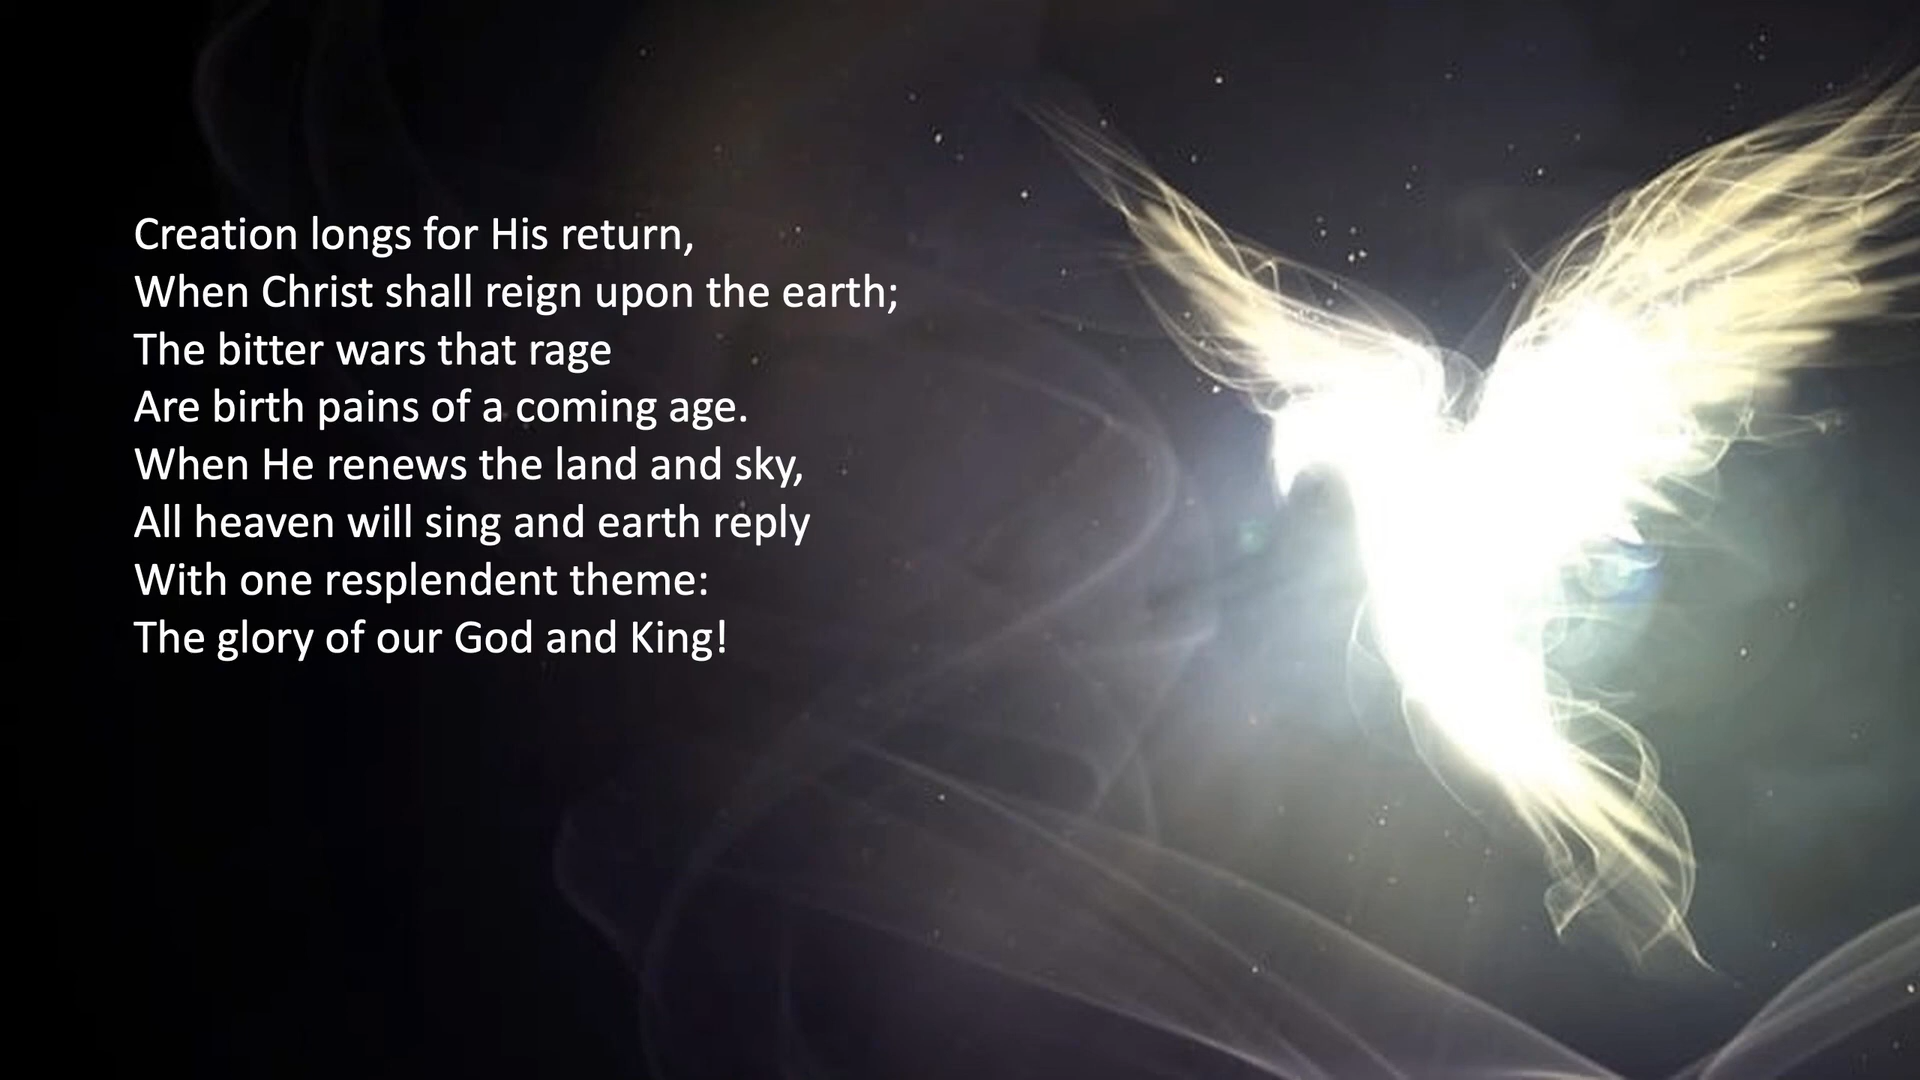 Creation longs for His return,
When Christ shall reign upon the earth;
The bitter wars that rage
Are birth pains of a coming age.
When He renews the land and sky,
All heaven will sing and earth reply
With one resplendent theme:
The glory of our God and King!